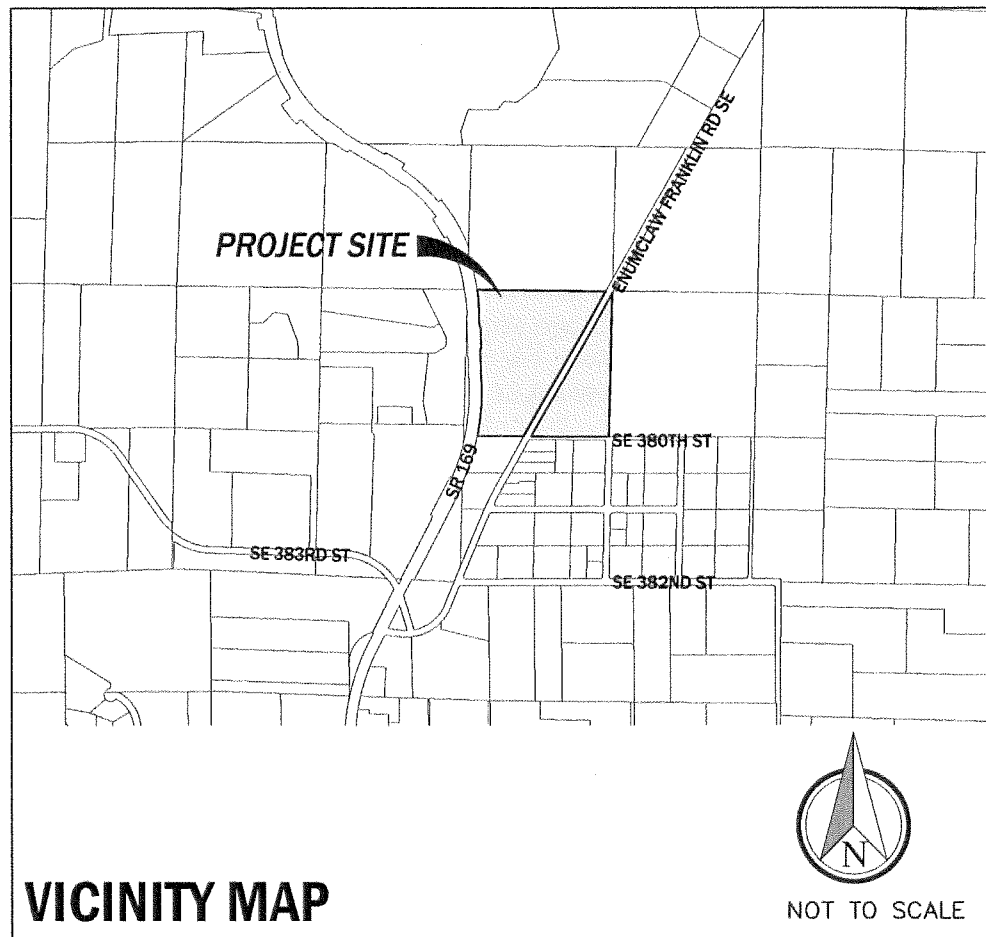 ENUMCLAW FRANKLIN RD SE
PROJECT SITE
SE 380TH ST
SR 169
SE 383RD ST
SE 382ND ST
N
VICINITY MAP
NOT TO SCALE